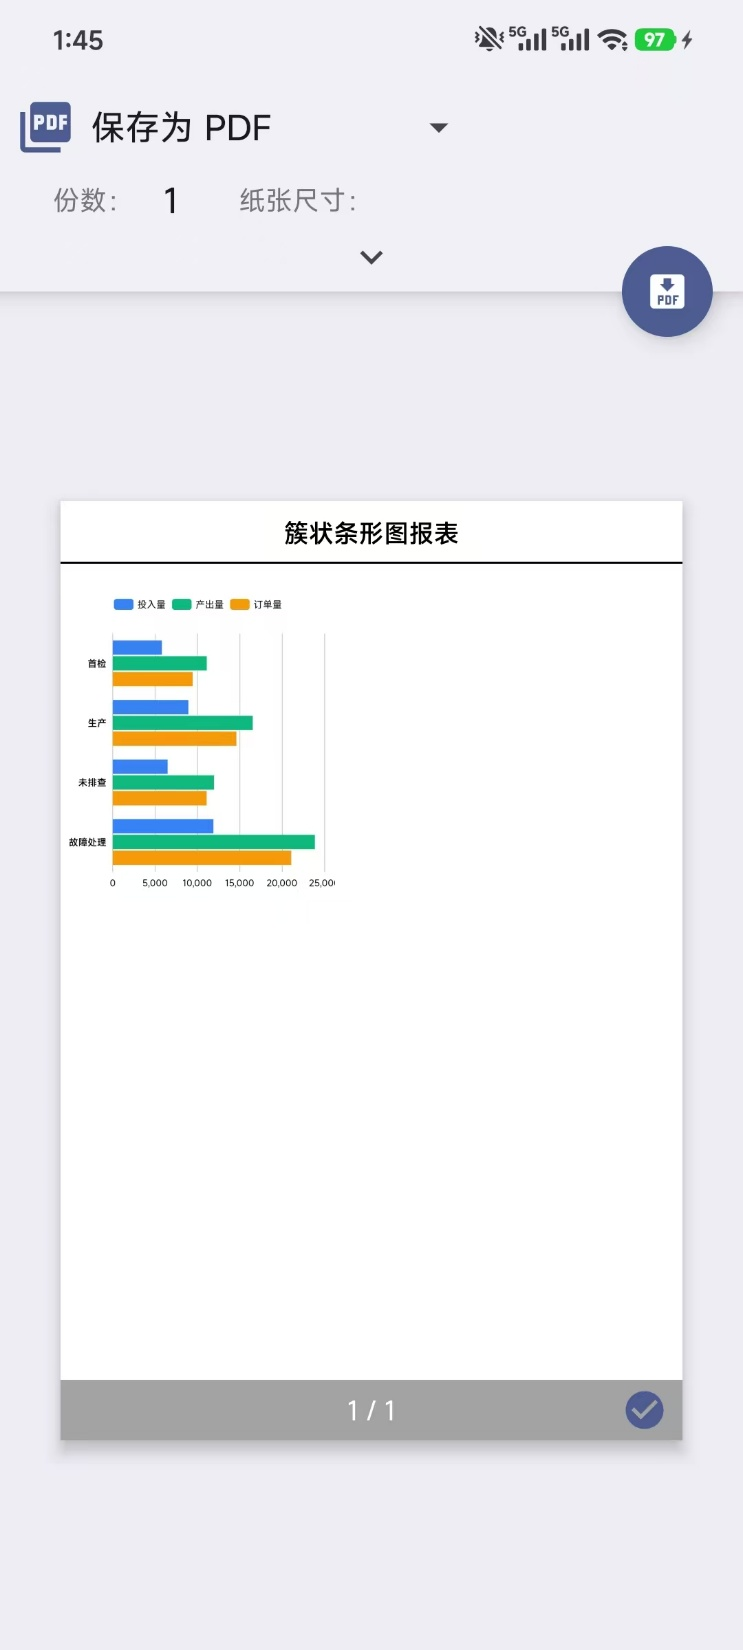 1:45
5G 5G 97
PDF 保存为 PDF
份数: 1 纸张尺寸:
PDF
簇状条形图报表
投入量 产出量 订单量
首检
生产
未排查
故障处理
0 5,000 10,000 15,000 20,000 25,00
1 / 1